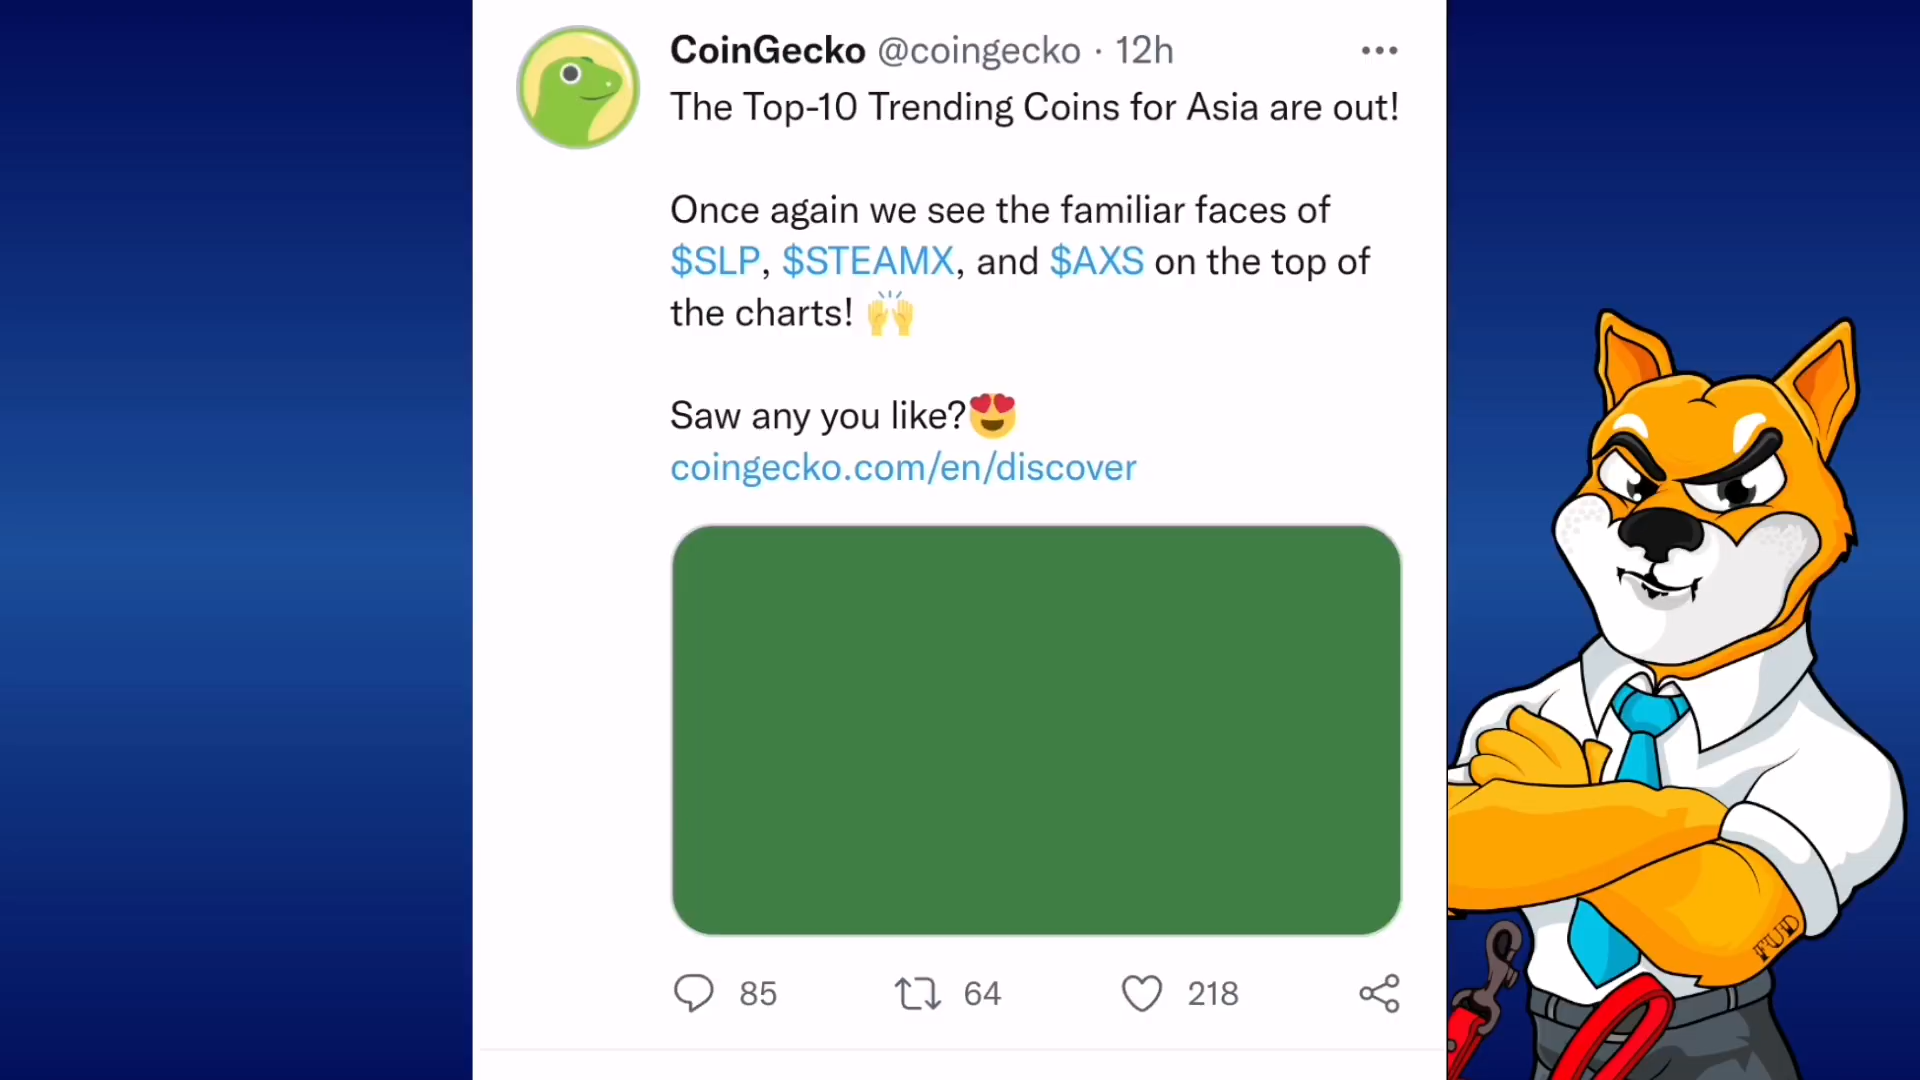 CoinGecko @coingecko · 12h
The Top-10 Trending Coins for Asia are out!
Once again we see the familiar faces of
$SLP, $STEAMX, and $AXS on the top of
the charts! 🙌
Saw any you like?😍
coingecko.com/en/discover
85 64 218
FUD